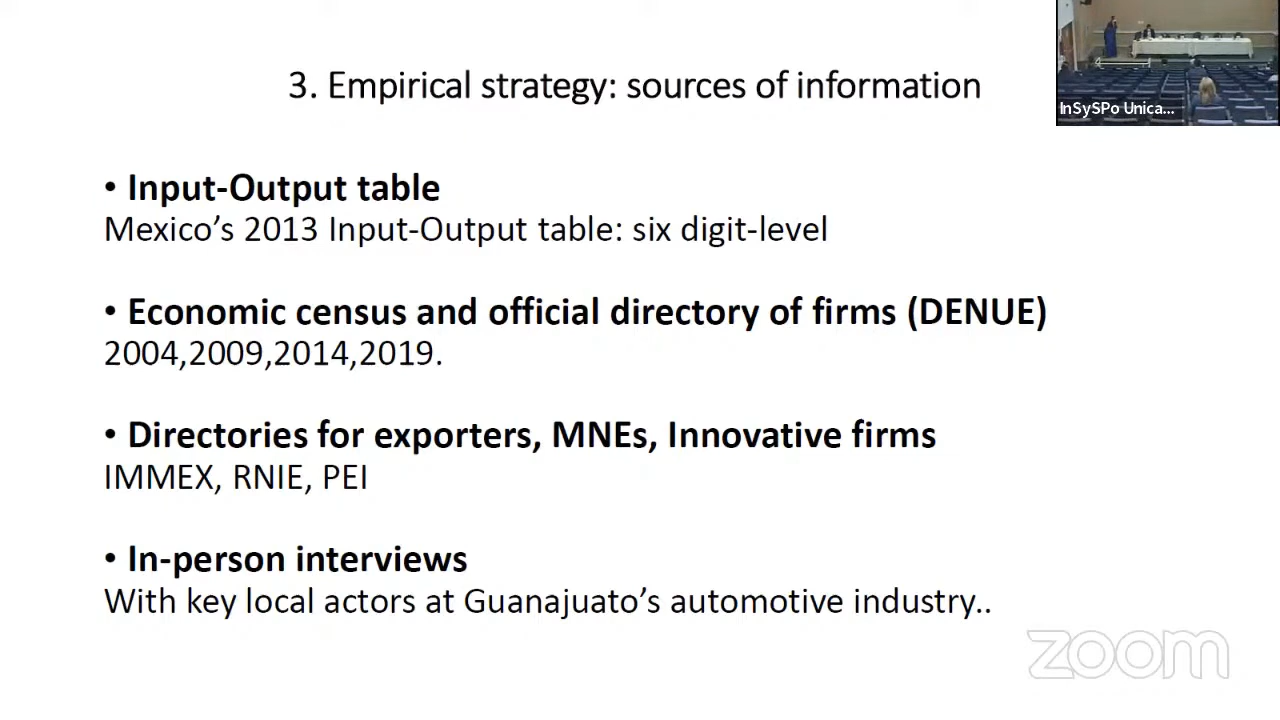 3. Empirical strategy: sources of information
InSySPo Unica...
• Input-Output table
Mexico’s 2013 Input-Output table: six digit-level
• Economic census and official directory of firms (DENUE)
2004,2009,2014,2019.
• Directories for exporters, MNEs, Innovative firms
IMMEX, RNIE, PEI
• In-person interviews
With key local actors at Guanajuato’s automotive industry..
zoom